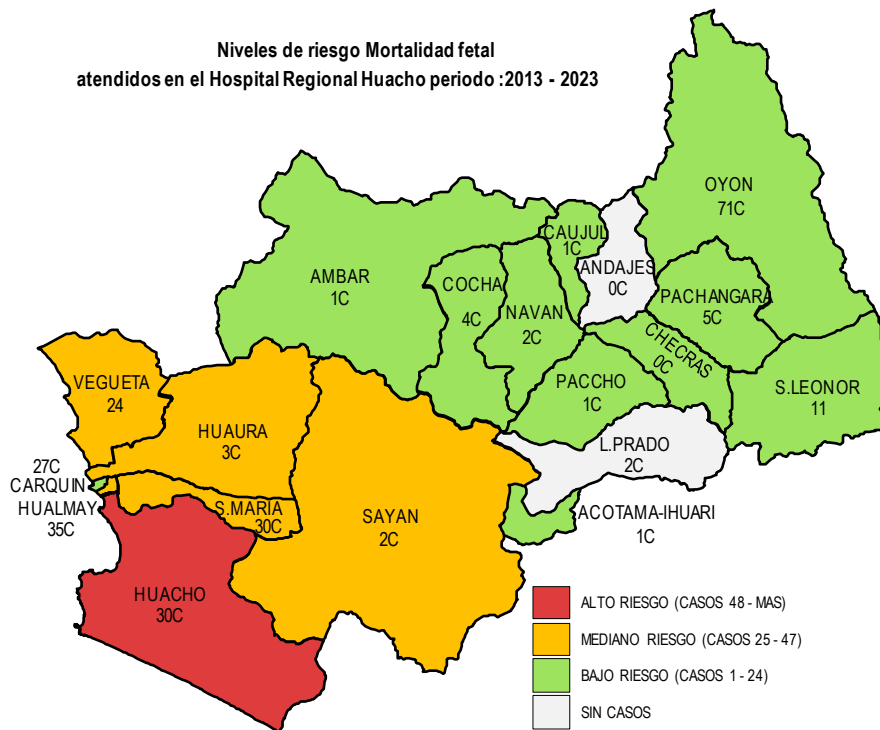 Niveles de riesgo Mortalidad fetal
atendidos en el Hospital Regional Huacho periodo :2013 - 2023
OYON
71C
CAUJUL
1C
ANDAJES
0C
AMBAR
1C
COCHA
4C
NAVAN
2C
PACHANGARA
5C
CHECRAS
0C
VEGUETA
24
PACCHO
1C
S.LEONOR
11
HUAURA
3C
L.PRADO
2C
27C
CARQUIN
HUALMAY
35C
S.MARIA
30C
SAYAN
2C
ACOTAMA-IHUARI
1C
HUACHO
30C
ALTO RIESGO (CASOS 48 - MAS)
MEDIANO RIESGO (CASOS 25 - 47)
BAJO RIESGO (CASOS 1 - 24)
SIN CASOS